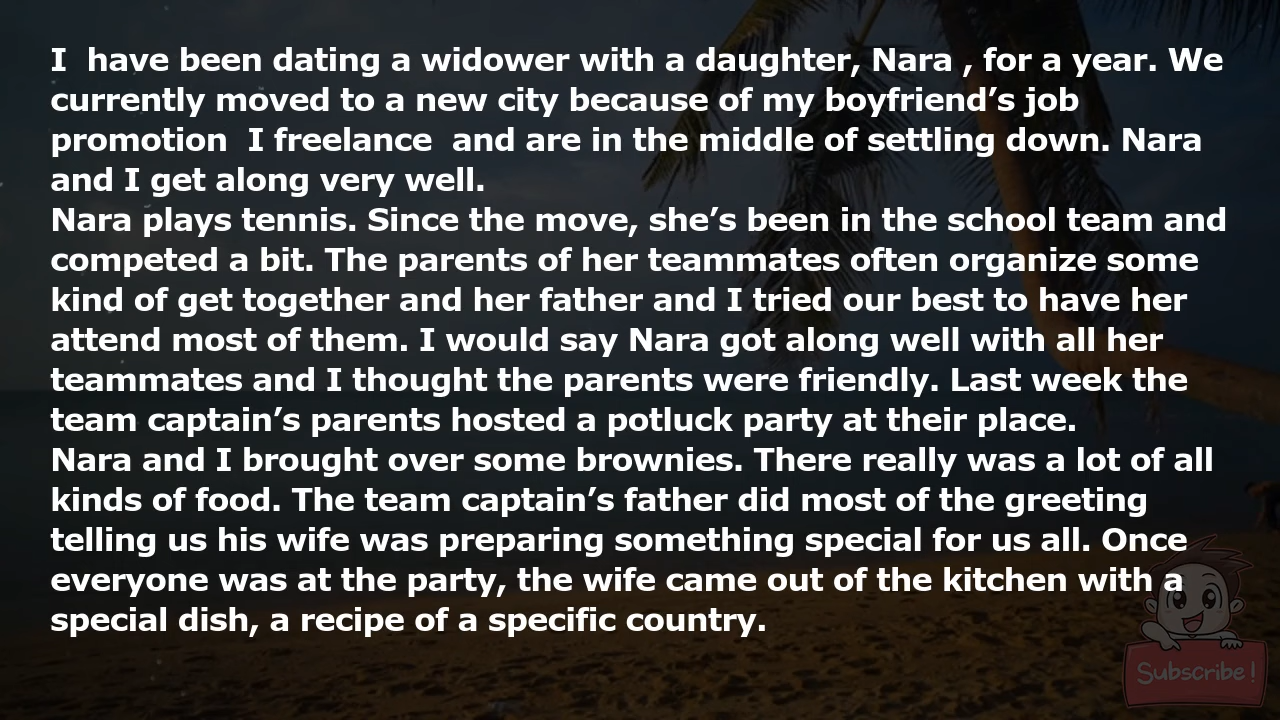 I  have been dating a widower with a daughter, Nara , for a year. We
currently moved to a new city because of my boyfriend’s job
promotion  I freelance  and are in the middle of settling down. Nara
and I get along very well.
Nara plays tennis. Since the move, she’s been in the school team and
competed a bit. The parents of her teammates often organize some
kind of get together and her father and I tried our best to have her
attend most of them. I would say Nara got along well with all her
teammates and I thought the parents were friendly. Last week the
team captain’s parents hosted a potluck party at their place.
Nara and I brought over some brownies. There really was a lot of all
kinds of food. The team captain’s father did most of the greeting
telling us his wife was preparing something special for us all. Once
everyone was at the party, the wife came out of the kitchen with a
special dish, a recipe of a specific country.
Subscribe!